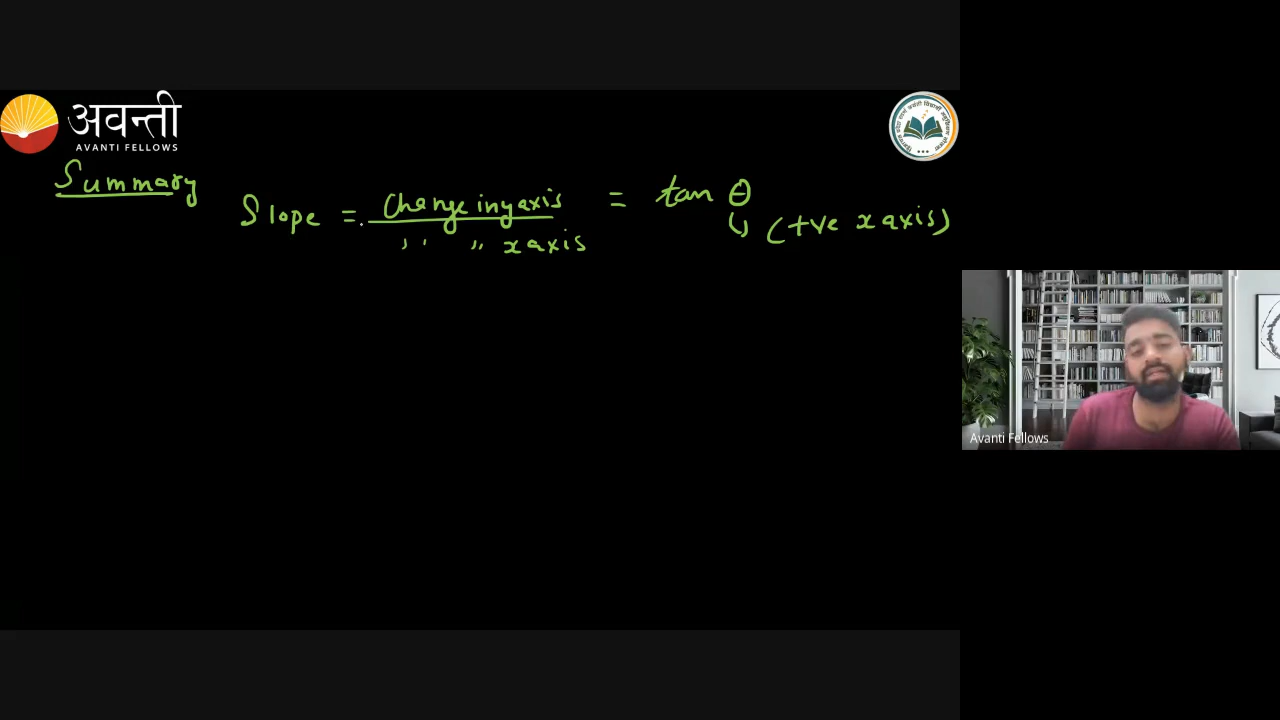 अवन्ती
AVANTI FELLOWS
Summary
Slope = Change in y axis = tan θ
,, ,, x axis (+ve x axis)
Avanti Fellows